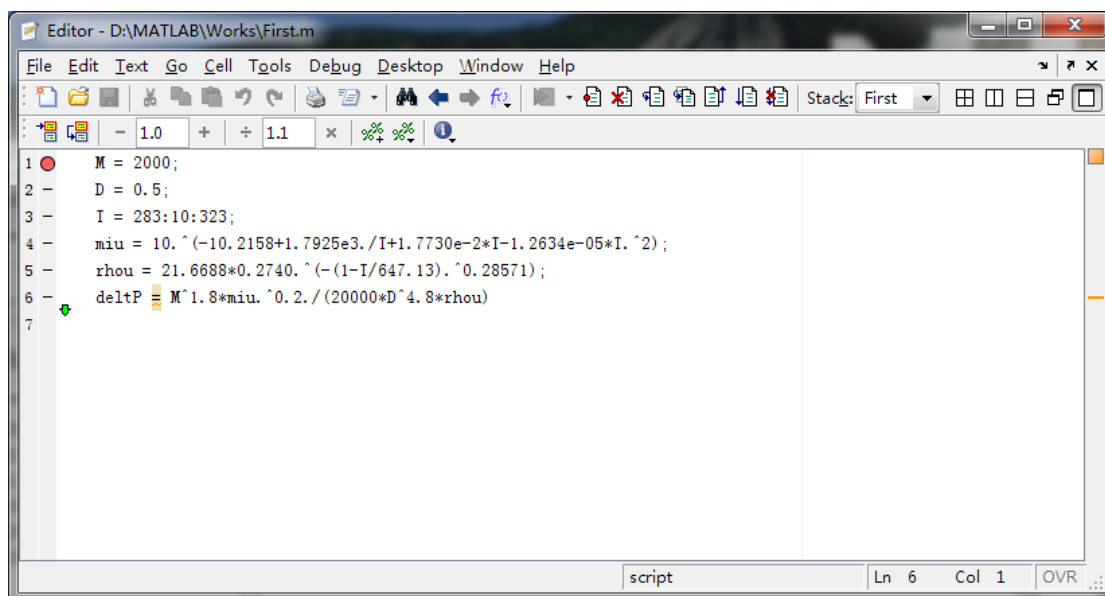 Editor - D:\MATLAB\Works\First.m
File Edit Text Go Cell Tools Debug Desktop Window Help
Stack: First
- 1.0 + ÷ 1.1 ×
1 M = 2000;
2 - D = 0.5;
3 - T = 283:10:323;
4 - miu = 10.^(-10.2158+1.7925e3./T+1.7730e-2*T-1.2634e-05*T.^2);
5 - rhou = 21.6688*0.2740.^(-(1-T/647.13).^0.28571);
6 - deltP = M^1.8*miu.^0.2./(20000*D^4.8*rhou)
7
script Ln 6 Col 1 OVR